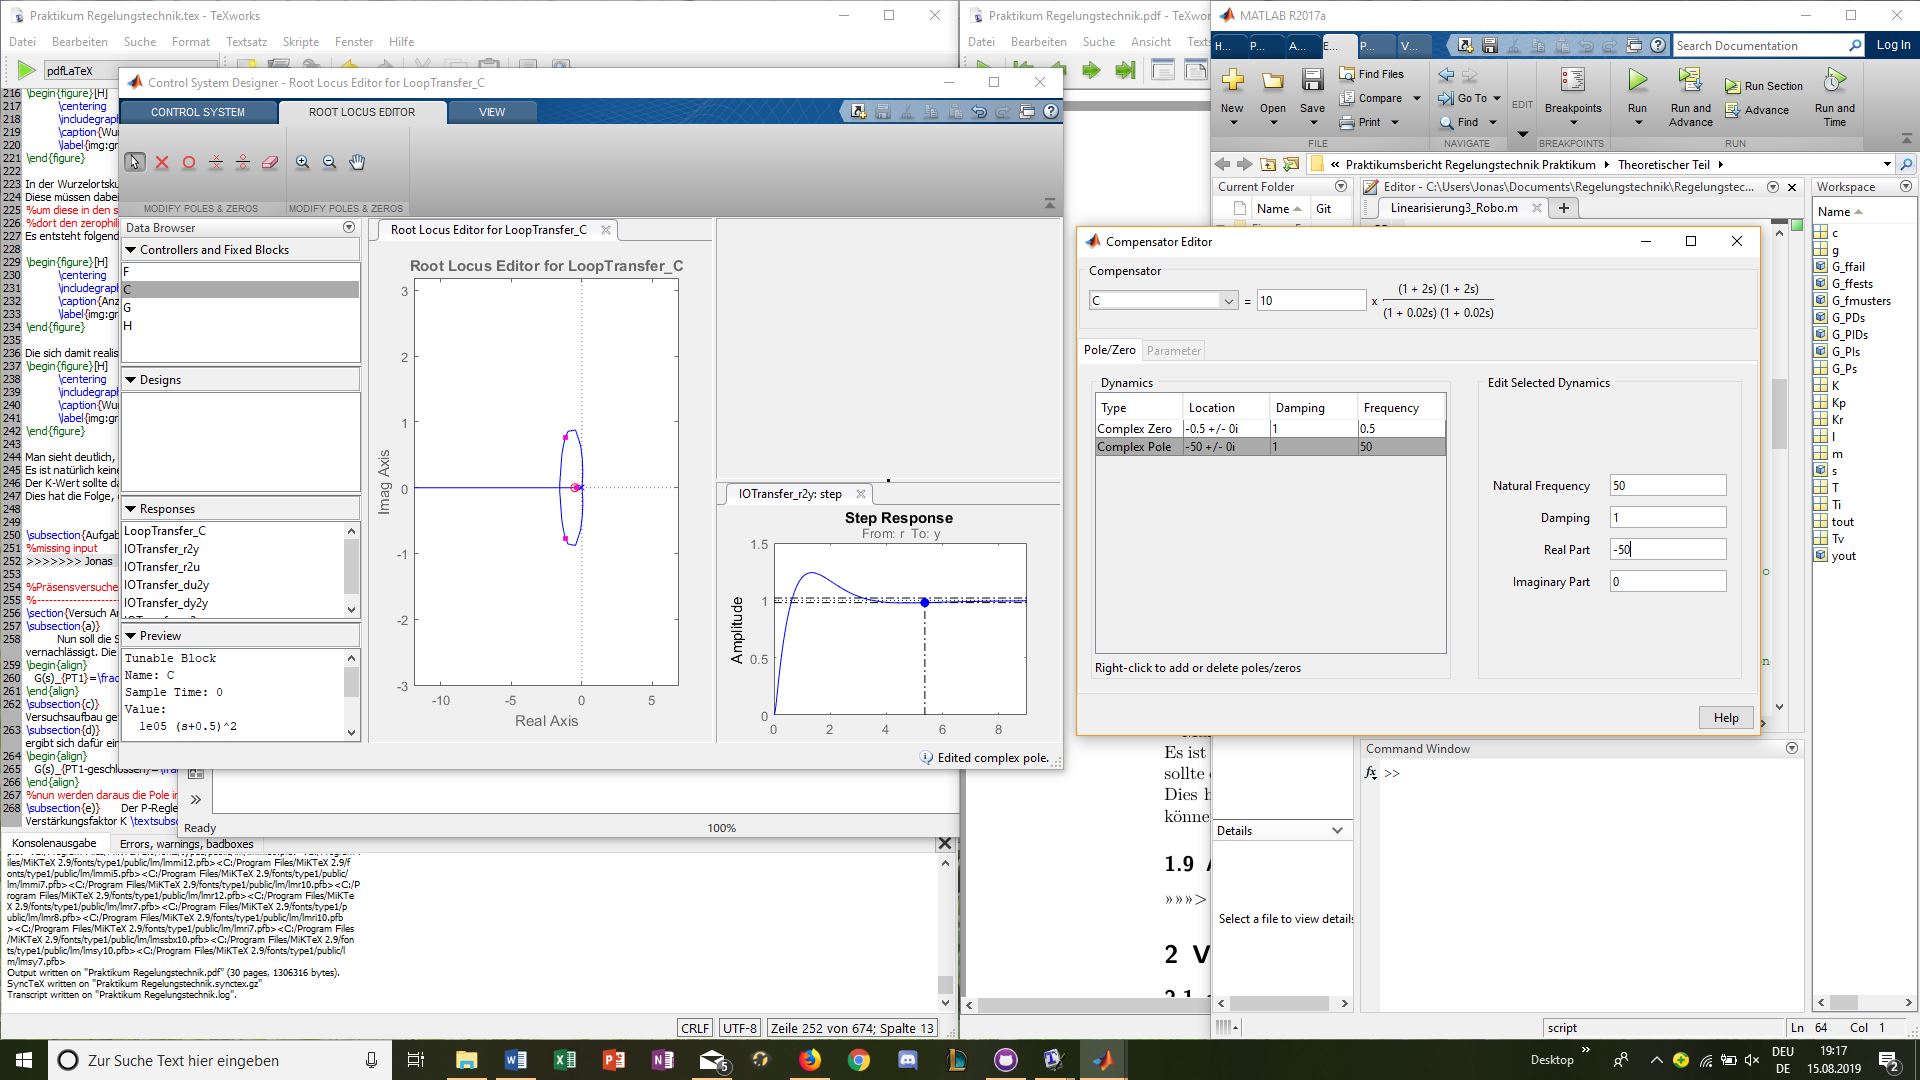 Praktikum Regelungstechnik.tex - TeXworks
Datei Bearbeiten Suche Format Textsatz Skripte Fenster Hilfe
pdfLaTeX
216 \begin{figure}[H]
217 \centering
218 \includegraph
219 \caption{Wu
220 \label{img:gr
221 \end{figure}
222
223 In der Wurzelortsku
224 Diese müssen dabei
225 %um diese in den s
226 %dort den zerophil
227 Es entsteht folgend
228
229 \begin{figure}[H]
230 \centering
231 \includegraph
232 \caption{Anz
233 \label{img:gr
234 \end{figure}
235
236 Die sich damit realis
237 \begin{figure}[H]
238 \centering
239 \includegraph
240 \caption{Wu
241 \label{img:gr
242 \end{figure}
243
244 Man sieht deutlich,
245 Es ist natürlich keine
246 Der K-Wert sollte da
247 Dies hat die Folge,
248
249
250 \subsection{Aufgab
251 %missing input
252 >>>>>>> Jonas
253
254 %Präsensversuche
255 %--------------------
256 \section{Versuch An
257 \subsection{a)}
258 Nun soll die S
vernachlässigt. Die
259 \begin{align}
260 G(s)_{PT1}=\frac
261 \end{align}
262 \subsection{c)}
Versuchsaufbau ge
263 \subsection{d)}
ergibt sich dafür ein
264 \begin{align}
265 G(s)_{PT1-geschlossen}=\fra
266 \end{align}
267 %nun werden daraus die Pole in
268 \subsection{e)} Der P-Regle
Verstärkungsfaktor K \textsubsc
Konsolenausgabe Errors, warnings, badboxes
iles/MiKTeX 2.9/fonts/type1/public/lm/lmmi12.pfb><C:/Program Files/MiKTeX 2.9/f
onts/type1/public/lm/lmmi5.pfb><C:/Program Files/MiKTeX 2.9/fonts/type1/public/
lm/lmmi7.pfb><C:/Program Files/MiKTeX 2.9/fonts/type1/public/lm/lmr10.pfb><C:/P
rogram Files/MiKTeX 2.9/fonts/type1/public/lm/lmr12.pfb><C:/Program Files/MiKTe
X 2.9/fonts/type1/public/lm/lmr7.pfb><C:/Program Files/MiKTeX 2.9/fonts/type1/p
ublic/lm/lmr8.pfb><C:/Program Files/MiKTeX 2.9/fonts/type1/public/lm/lmri10.pfb
><C:/Program Files/MiKTeX 2.9/fonts/type1/public/lm/lmri7.pfb><C:/Program Files
/MiKTeX 2.9/fonts/type1/public/lm/lmssbx10.pfb><C:/Program Files/MiKTeX 2.9/fon
ts/type1/public/lm/lmsy10.pfb><C:/Program Files/MiKTeX 2.9/fonts/type1/public/l
m/lmsy7.pfb>
Output written on "Praktikum Regelungstechnik.pdf" (30 pages, 1306316 bytes).
SyncTeX written on "Praktikum Regelungstechnik.synctex.gz"
Transcript written on "Praktikum Regelungstechnik.log".
CRLF UTF-8 Zeile 252 von 674; Spalte 13
Control System Designer - Root Locus Editor for LoopTransfer_C
CONTROL SYSTEM ROOT LOCUS EDITOR VIEW
MODIFY POLES & ZEROS MODIFY POLES & ZEROS
Data Browser
Controllers and Fixed Blocks
F
C
G
H
Designs
Responses
LoopTransfer_C
IOTransfer_r2y
IOTransfer_r2u
IOTransfer_du2y
IOTransfer_dy2y
Preview
Tunable Block
Name: C
Sample Time: 0
Value:
1e05 (s+0.5)^2
Root Locus Editor for LoopTransfer_C
Root Locus Editor for LoopTransfer_C
3
2
1
0
-1
-2
-3
-10 -5 0 5
Imag Axis
Real Axis
IOTransfer_r2y: step
Step Response
From: r To: y
1.5
1
0.5
0
0 2 4 6 8
Amplitude
Edited complex pole.
Ready 100%
Praktikum Regelungstechnik.pdf - TeXwo
Datei Bearbeiten Suche Ansicht Texts
Es ist
sollte
Dies h
könne
1.9 A
»»»>
2 V
MATLAB R2017a
H... P... A... E... P... V...
Search Documentation Log In
New Open Save Find Files Compare Print Go To Find EDIT Breakpoints Run Run and Advance Run Section Advance Run and Time
FILE NAVIGATE BREAKPOINTS RUN
« Praktikumsbericht Regelungstechnik Praktikum Theoretischer Teil
Current Folder
Name Git
Editor - C:\Users\Jonas\Documents\Regelungstechnik\Regelungstec...
Linearisierung3_Robo.m +
Workspace
Name
c
g
G_ffail
G_ffests
G_fmusters
G_PDs
G_PIDs
G_PIs
G_Ps
K
Kp
Kr
l
m
s
T
Ti
tout
Tv
yout
Compensator Editor
Compensator
C = 10 x (1 + 2s) (1 + 2s)
(1 + 0.02s) (1 + 0.02s)
Pole/Zero Parameter
Dynamics
Type Location Damping Frequency
Complex Zero -0.5 +/- 0i 1 0.5
Complex Pole -50 +/- 0i 1 50
Right-click to add or delete poles/zeros
Edit Selected Dynamics
Natural Frequency 50
Damping 1
Real Part -50
Imaginary Part 0
Help
Command Window
fx >>
Details
Select a file to view details
script Ln 64 Col 1
Zur Suche Text hier eingeben
5
Desktop
DEU
DE
19:17
15.08.2019
2